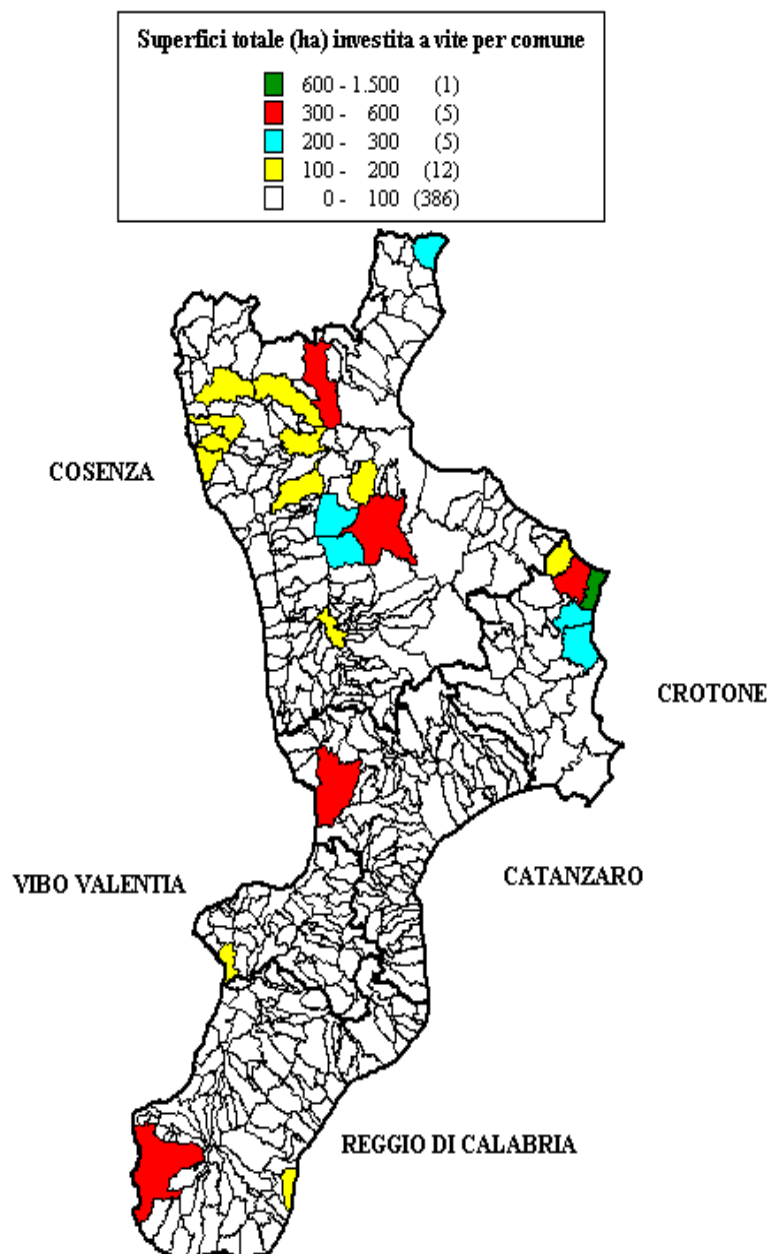 Superfici totale (ha) investita a vite per comune
600 - 1.500 (1)
300 - 600 (5)
200 - 300 (5)
100 - 200 (12)
0 - 100 (386)
COSENZA
CROTONE
VIBO VALENTIA
CATANZARO
REGGIO DI CALABRIA